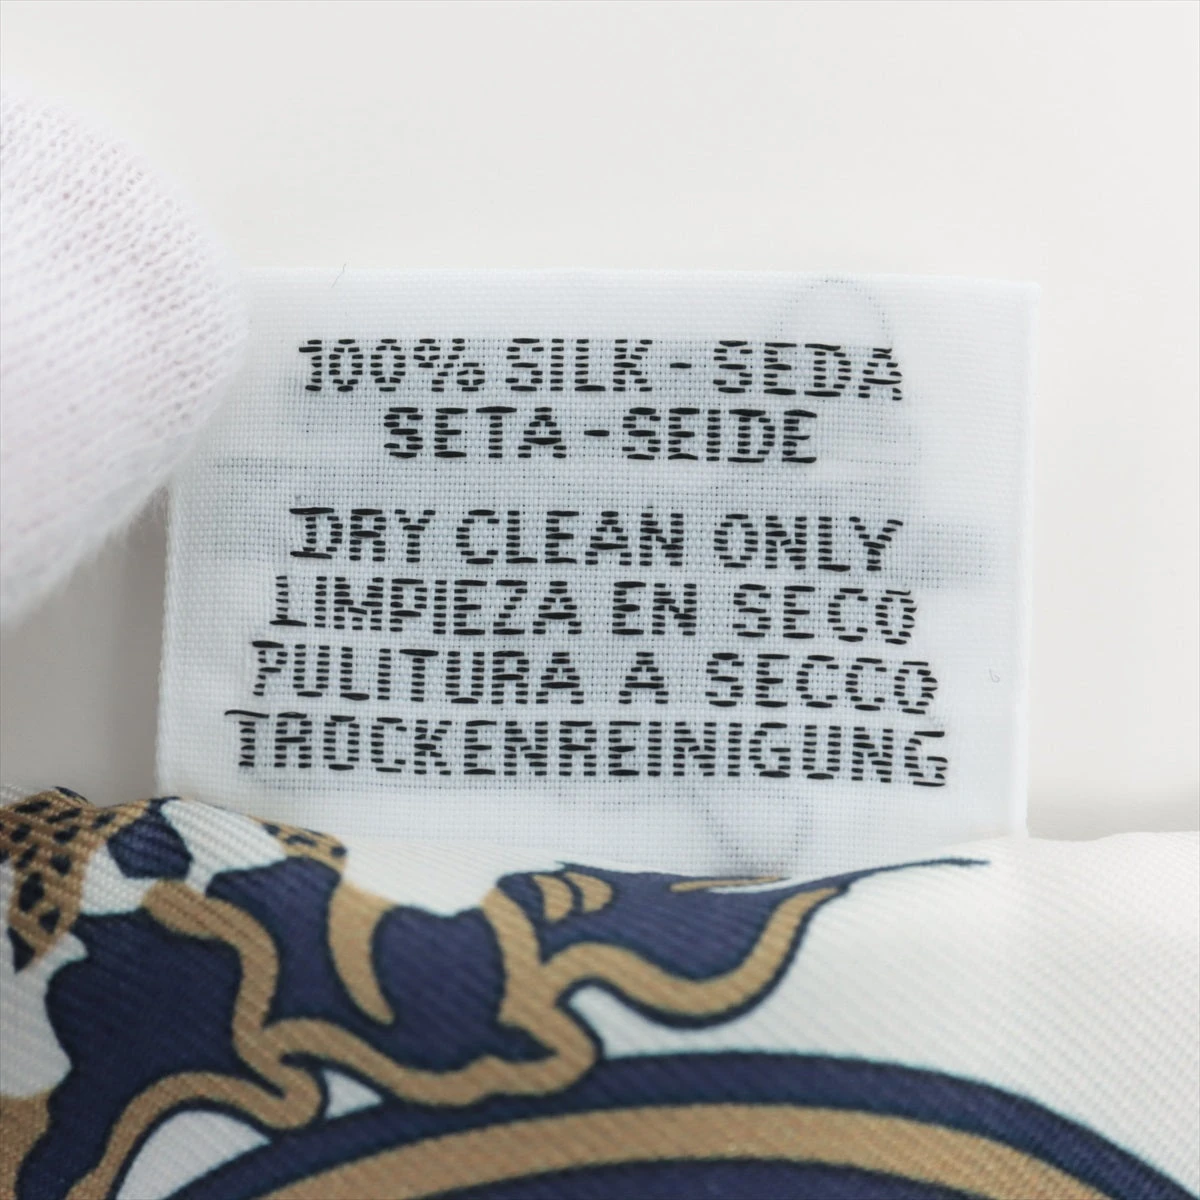 100% SILK - SEDA
SETA - SEIDE
DRY CLEAN ONLY
LIMPIEZA EN SECO
PULITURA A SECCO
TROCKENREINIGUNG